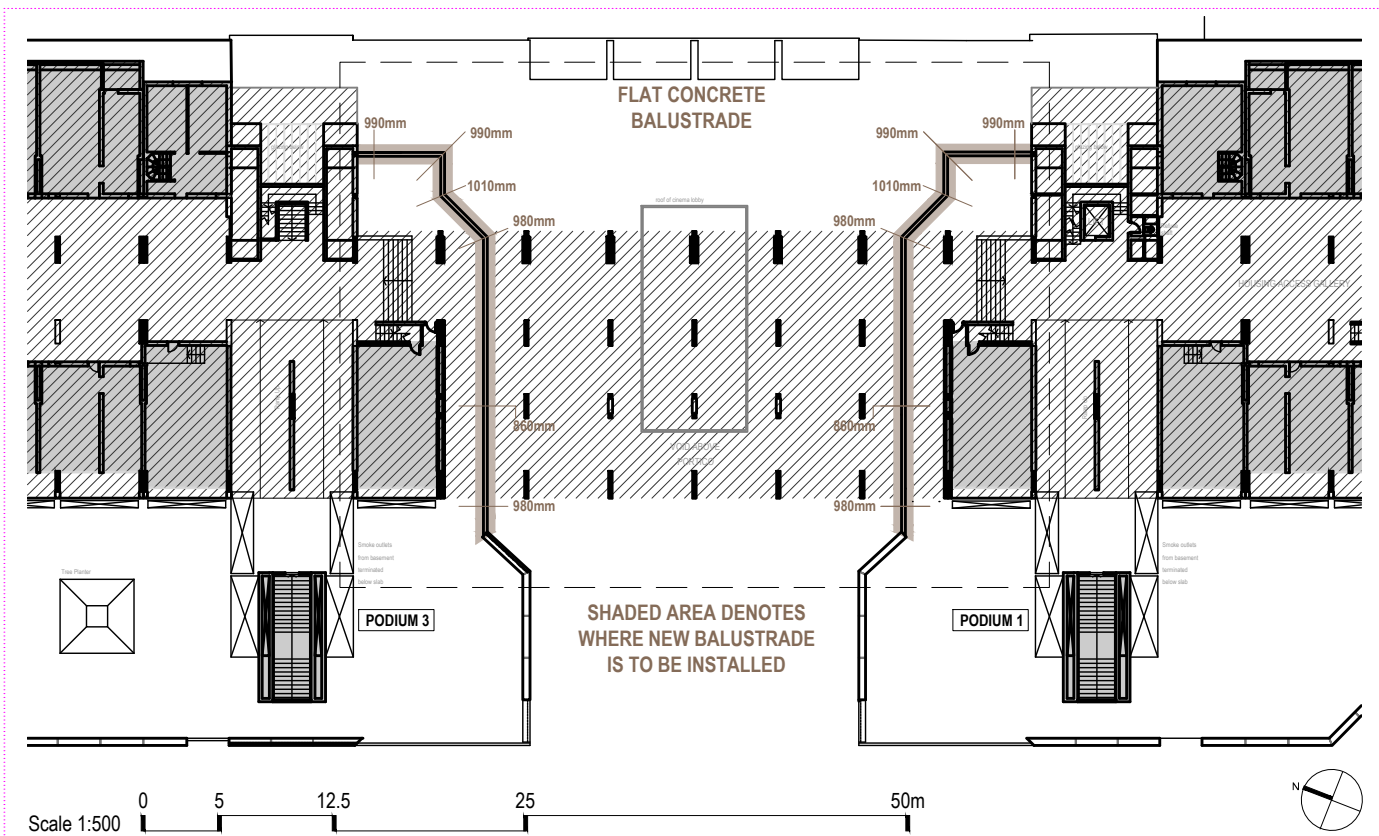 FLAT CONCRETE
BALUSTRADE
990mm
990mm
990mm
990mm
1010mm
1010mm
roof of cinema lobby
980mm
980mm
HOUSING ACCESS GALLERY
860mm
860mm
VOID ABOVE
PORTICO
980mm
980mm
Smoke outlets
from basement
terminated
below slab
Smoke outlets
from basement
terminated
below slab
Tree Planter
PODIUM 3
SHADED AREA DENOTES
WHERE NEW BALUSTRADE
IS TO BE INSTALLED
PODIUM 1
N
0 5 12.5 25 50m
Scale 1:500